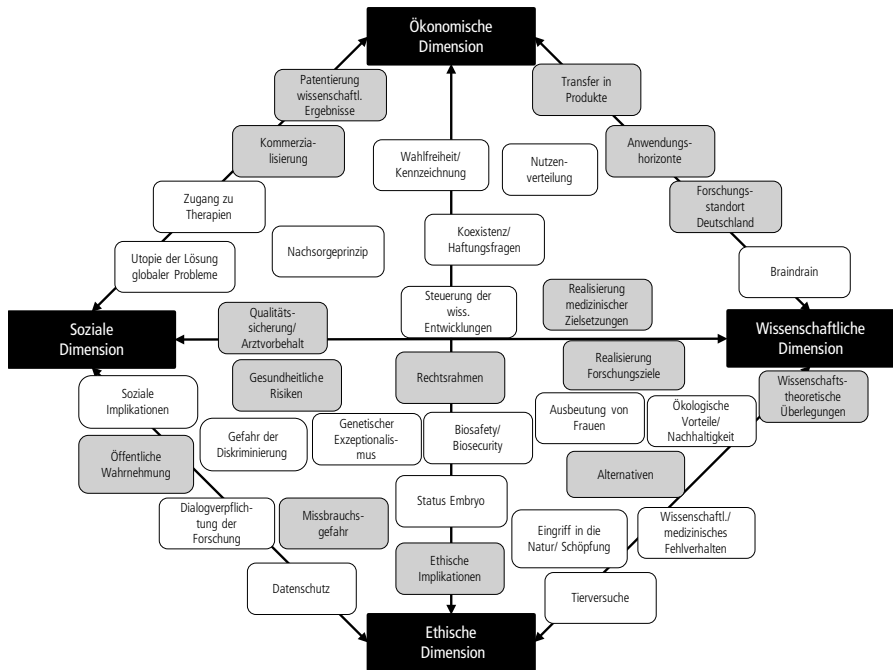 Ökonomische
Dimension
Patentierung
wissenschaftl.
Ergebnisse
Transfer in
Produkte
Kommerzia-
lisierung
Wahlfreiheit/
Kennzeichnung
Nutzen-
verteilung
Anwendungs-
horizonte
Zugang zu
Therapien
Forschungs-
standort
Deutschland
Utopie der Lösung
globaler Probleme
Nachsorgeprinzip
Koexistenz/
Haftungsfragen
Braindrain
Steuerung der
wiss.
Entwicklungen
Realisierung
medizinischer
Zielsetzungen
Soziale
Dimension
Qualitäts-
sicherung/
Arztvorbehalt
Wissenschaftliche
Dimension
Soziale
Implikationen
Gesundheitliche
Risiken
Rechtsrahmen
Realisierung
Forschungsziele
Wissenschafts-
theoretische
Überlegungen
Öffentliche
Wahrnehmung
Gefahr der
Diskriminierung
Genetischer
Exzeptionalis-
mus
Biosafety/
Biosecurity
Ausbeutung von
Frauen
Ökologische
Vorteile/
Nachhaltigkeit
Alternativen
Dialogverpflich-
tung der
Forschung
Missbrauchs-
gefahr
Status Embryo
Eingriff in die
Natur/ Schöpfung
Wissenschaftl./
medizinisches
Fehlverhalten
Datenschutz
Ethische
Implikationen
Tierversuche
Ethische
Dimension